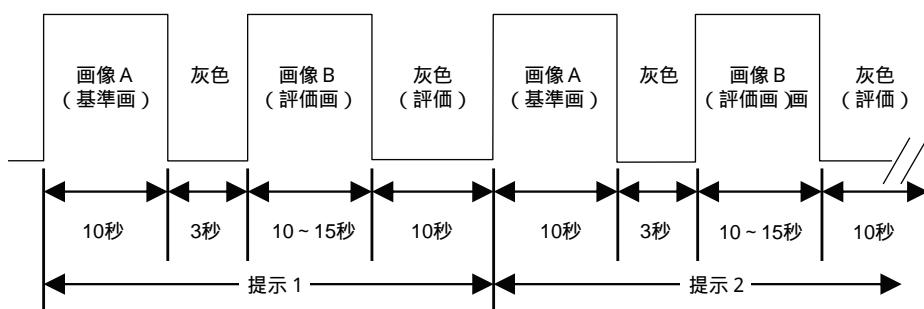 画像A
(基準画)
灰色
画像B
(評価画)
灰色
(評価)
画像A
(基準画)
灰色
画像B
(評価画)画
灰色
(評価)
10秒
3秒
10~15秒
10秒
10秒
3秒
10~15秒
10秒
提示1
提示2